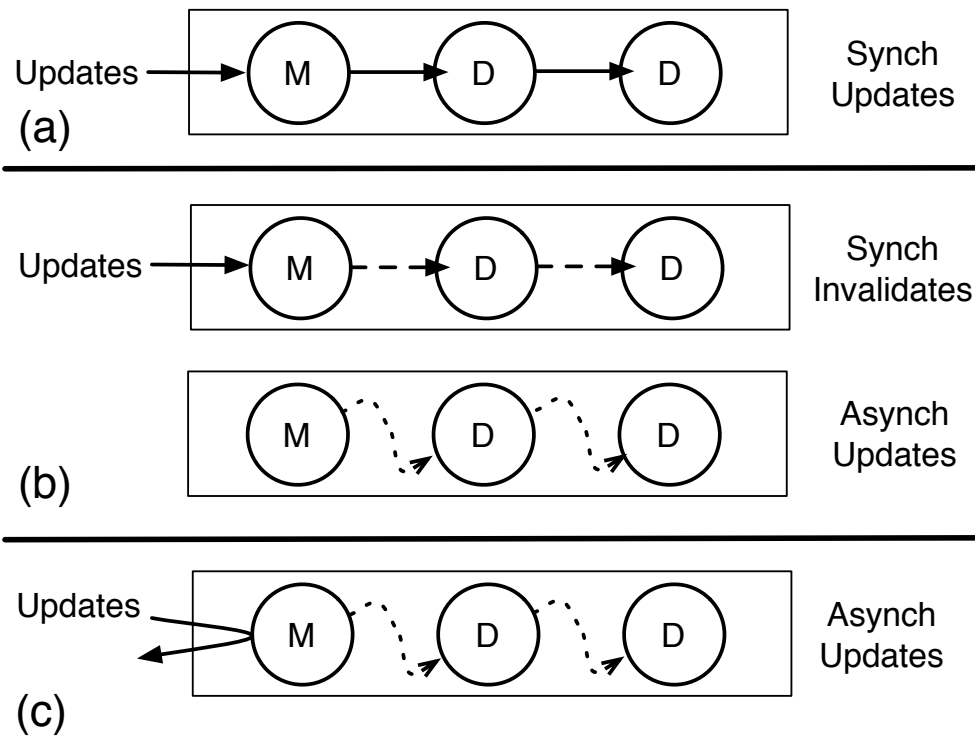 Updates
M
D
D
Synch
Updates
(a)
Updates
M
D
D
Synch
Invalidates
M
D
D
Asynch
Updates
(b)
Updates
M
D
D
Asynch
Updates
(c)